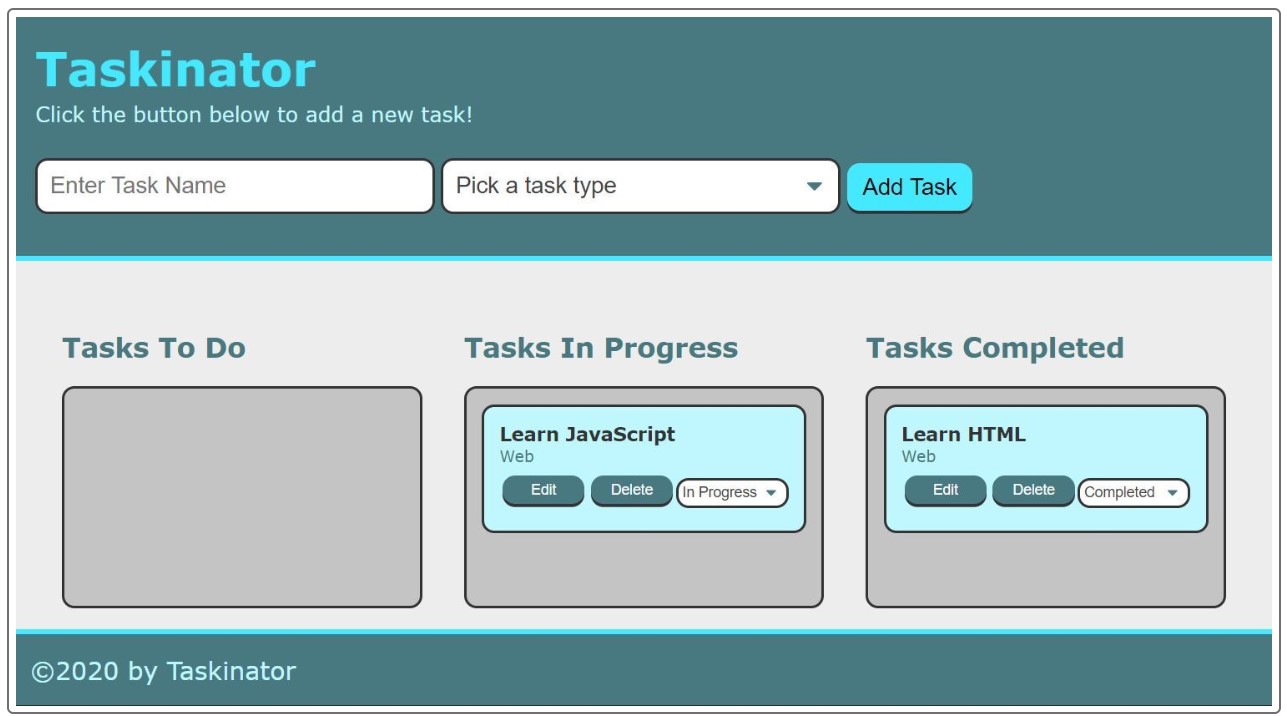 Taskinator
Click the button below to add a new task!
Enter Task Name
Pick a task type
Add Task
Tasks To Do
Tasks In Progress
Learn JavaScript
Web
Edit
Delete
In Progress
Tasks Completed
Learn HTML
Web
Edit
Delete
Completed
©2020 by Taskinator